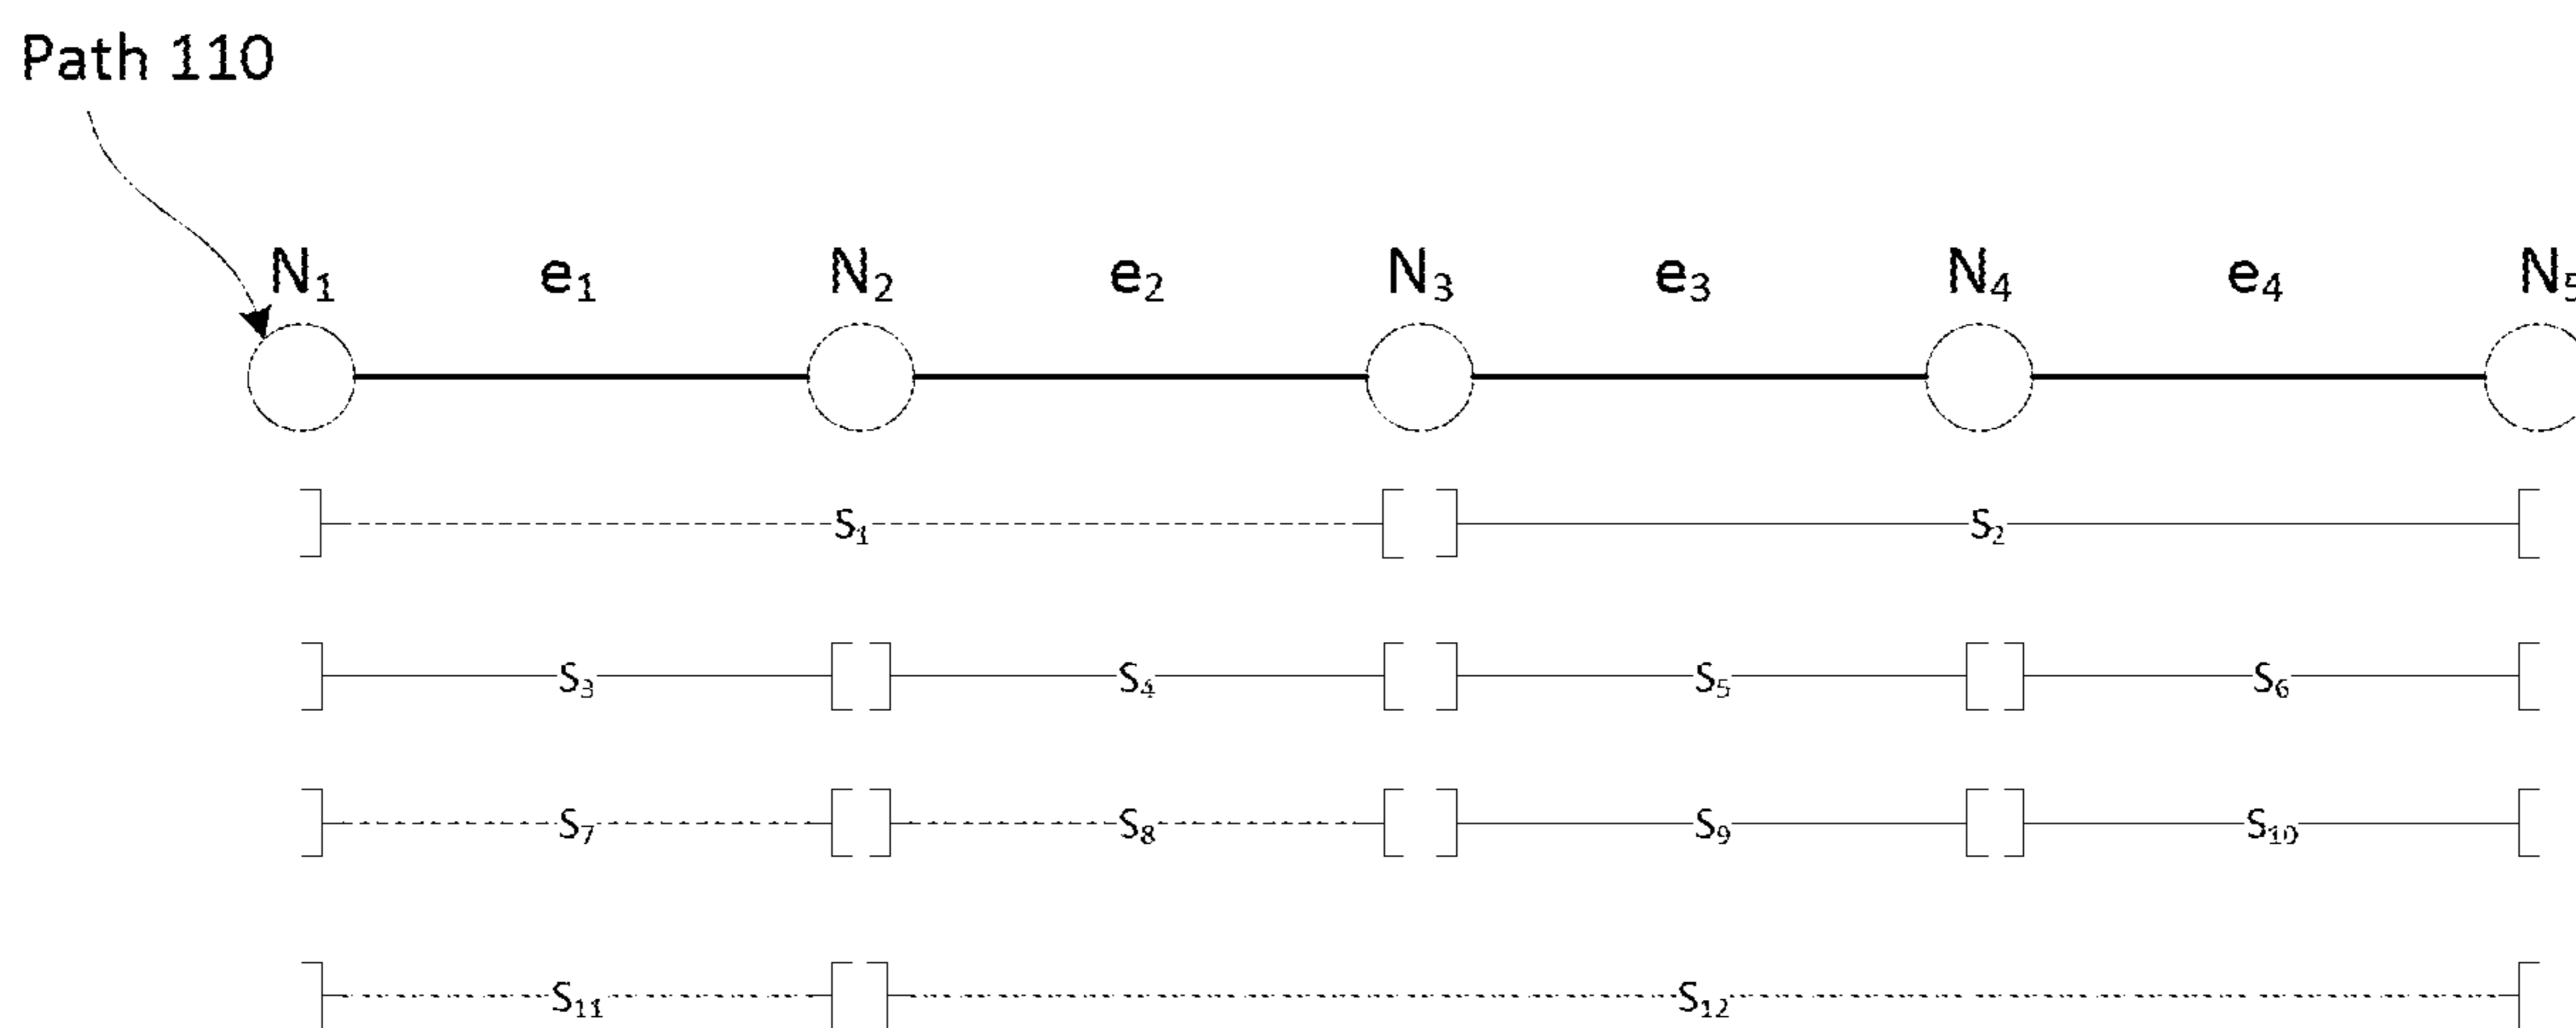 Path 110
N₁ e₁ N₂ e₂ N₃ e₃ N₄ e₄ N₅
S₁ S₂
S₃ S₄ S₅ S₆
S₇ S₈ S₉ S₁₀
S₁₁ S₁₂